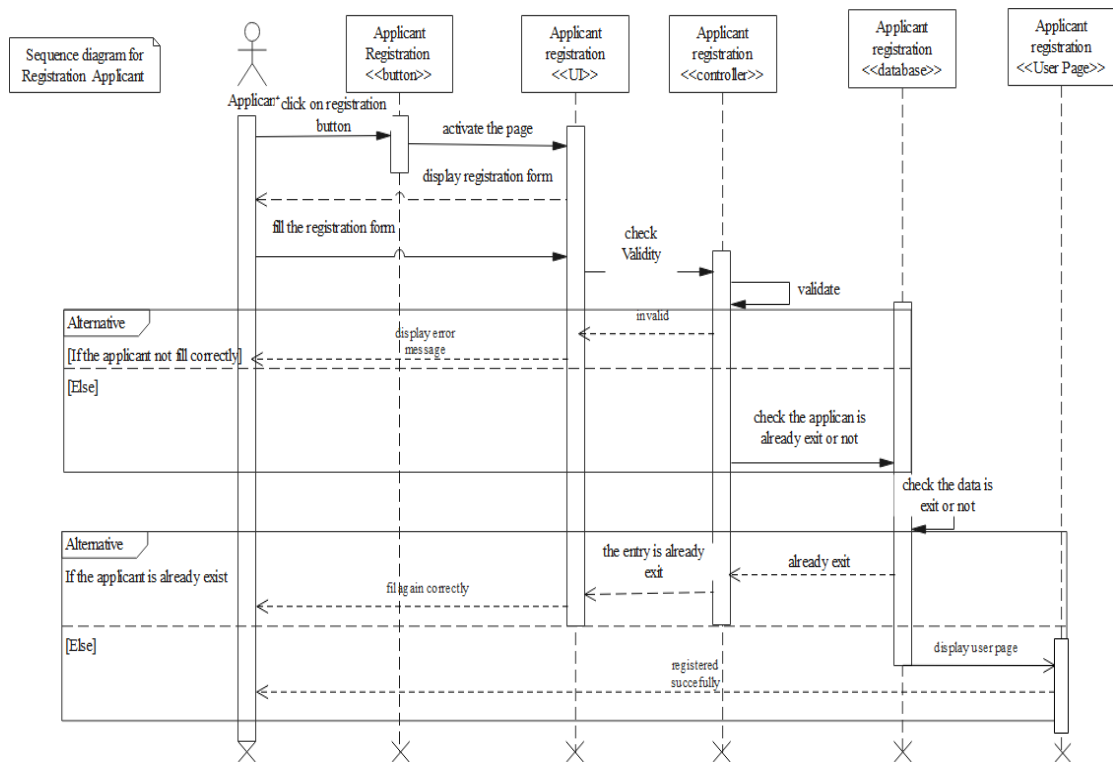 Sequence diagram for
Registration Applicant
Applicant
Applicant
Registration
<<button>>
Applicant
registration
<<UI>>
Applicant
registration
<<controller>>
Applicant
registration
<<database>>
Applicant
registration
<<User Page>>
click on registration
button
activate the page
display registration form
fill the registration form
check
Validity
validate
Alternative
invalid
display error
message
[If the applicant not fill correctly]
[Else]
check the applican is
already exit or not
check the data is
exit or not
Alternative
the entry is already
exit
already exit
If the applicant is already exist
fil again correctly
[Else]
display user page
registered
succefully